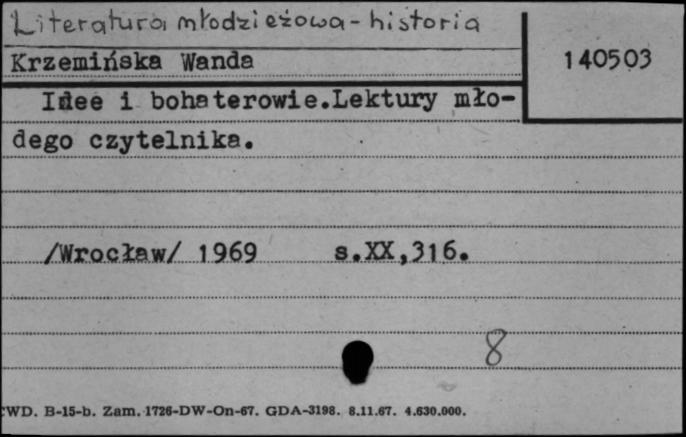 Literatura młodzieżowa - historia
Krzemińska Wanda
140503
Idee i bohaterowie.Lektury mło-
dego czytelnika.
/Wrocław/ 1969 s.XX,316.
8
CWD. B-15-b. Zam. 1726-DW-On-67. GDA-3198. 8.11.67. 4.630.000.